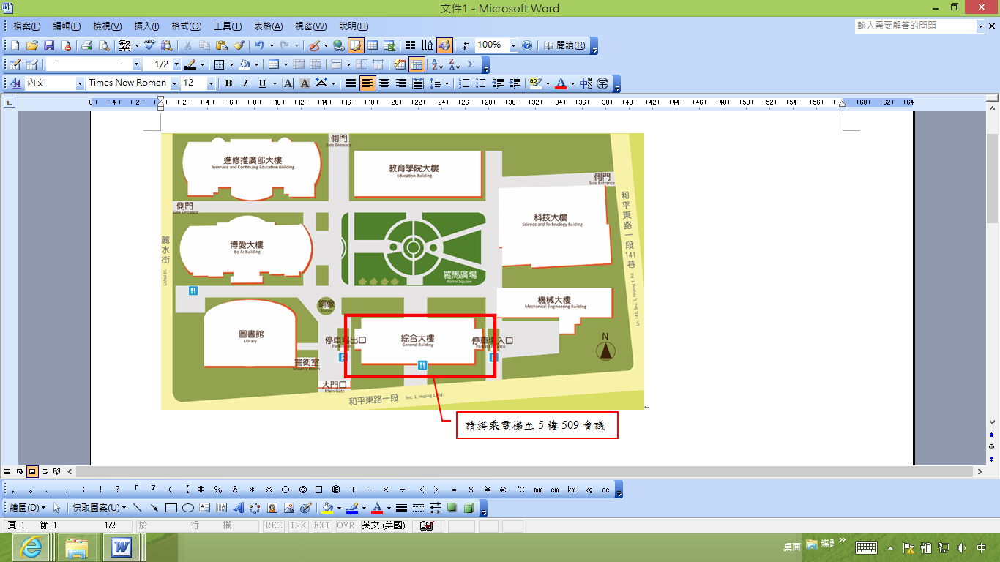 文件1 - Microsoft Word
檔案(F) 編輯(E) 檢視(V) 插入(I) 格式(O) 工具(T) 表格(A) 視窗(W) 說明(H) 輸入需要解答的問題
繁 100% 閱讀(R)
1/2
內文 Times New Roman 12 B I U A A
6 4 2 2 4 6 8 10 12 14 16 18 20 22 24 26 28 30 32 34 36 38 40 42 44 46 48 50 52 54 56 60 62 64
側門
Side Entrance
進修推廣部大樓
Inservice and Continuing Education Building
教育學院大樓
Education Building
側門
Side Entrance
側門
Side Entrance
科技大樓
Science and Technology Building
和平東路一段141巷
Ln. 141, Sec. 1, Heping E. Rd.
麗水街
Lishui St.
博愛大樓
Bo Ai Building
羅馬廣場
Rome Square
銅像
Statue
機械大樓
Mechanical Engineering Building
圖書館
Library
停車場出口
綜合大樓
General Building
停車場入口
N
警衛室
Security Room
大門口
Main Gate
和平東路一段 Sec. 1, Heping E. Rd.
請搭乘電梯至 5 樓 509 會議
， 。 、 ； ： ！ ？ 「 『 （ 【 # % & * ※ ○ ◎ □ + － × ÷ 〈 〉 = $ ¥ € ℃ mm cm km kg cc
繪圖(D) 快取圖案(U)
頁 1 節 1 1/2 於 行 欄 REC TRK EXT OVR 英文 (美國)
桌面 中